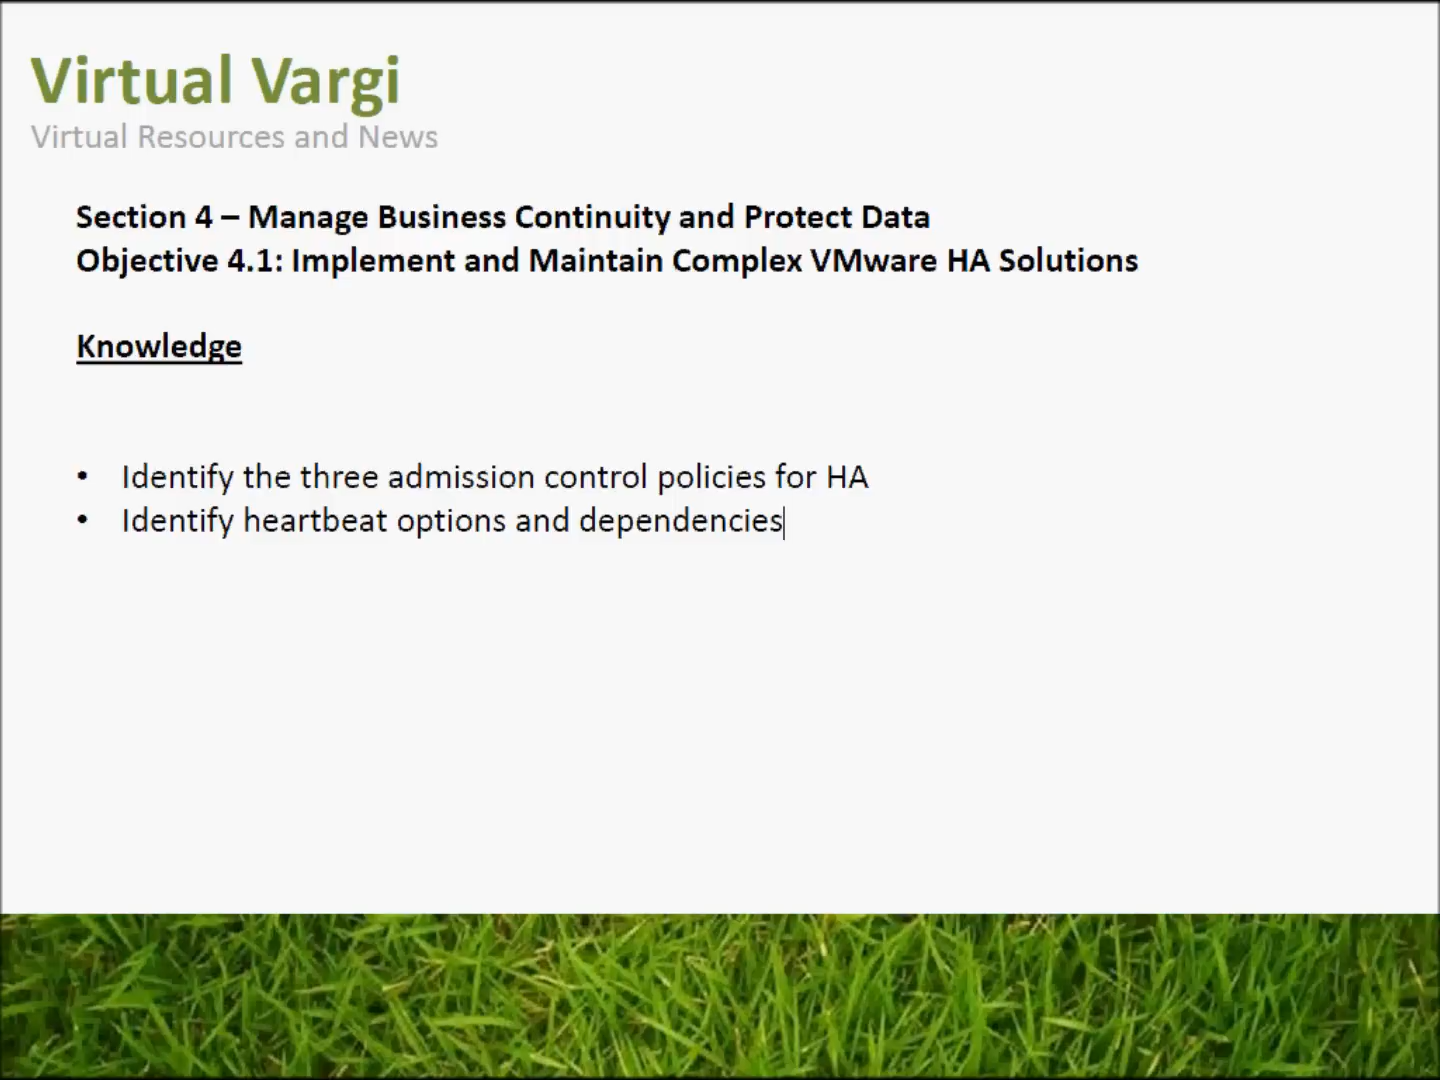 Virtual Vargi
Virtual Resources and News
Section 4 – Manage Business Continuity and Protect Data
Objective 4.1: Implement and Maintain Complex VMware HA Solutions
Knowledge
• Identify the three admission control policies for HA
• Identify heartbeat options and dependencies